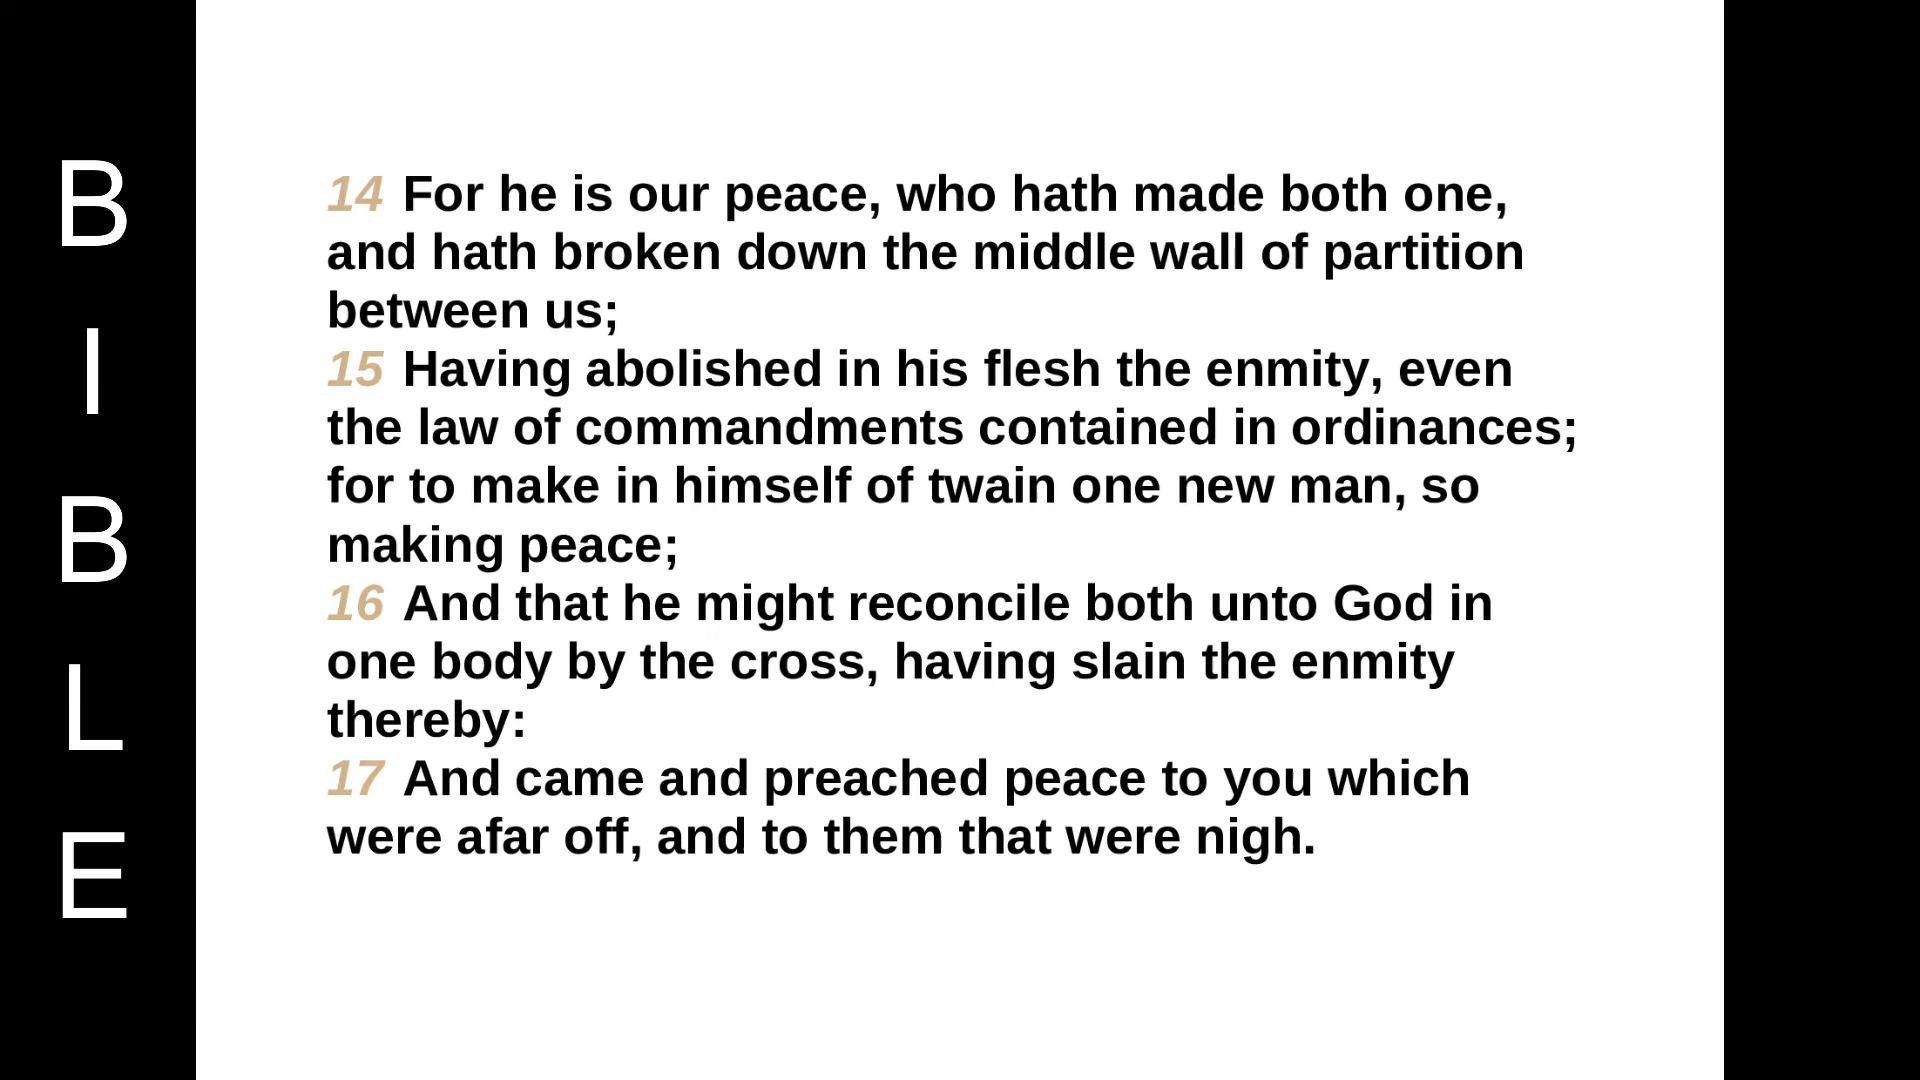 BIBLE
14 For he is our peace, who hath made both one,
and hath broken down the middle wall of partition
between us;
15 Having abolished in his flesh the enmity, even
the law of commandments contained in ordinances;
for to make in himself of twain one new man, so
making peace;
16 And that he might reconcile both unto God in
one body by the cross, having slain the enmity
thereby:
17 And came and preached peace to you which
were afar off, and to them that were nigh.